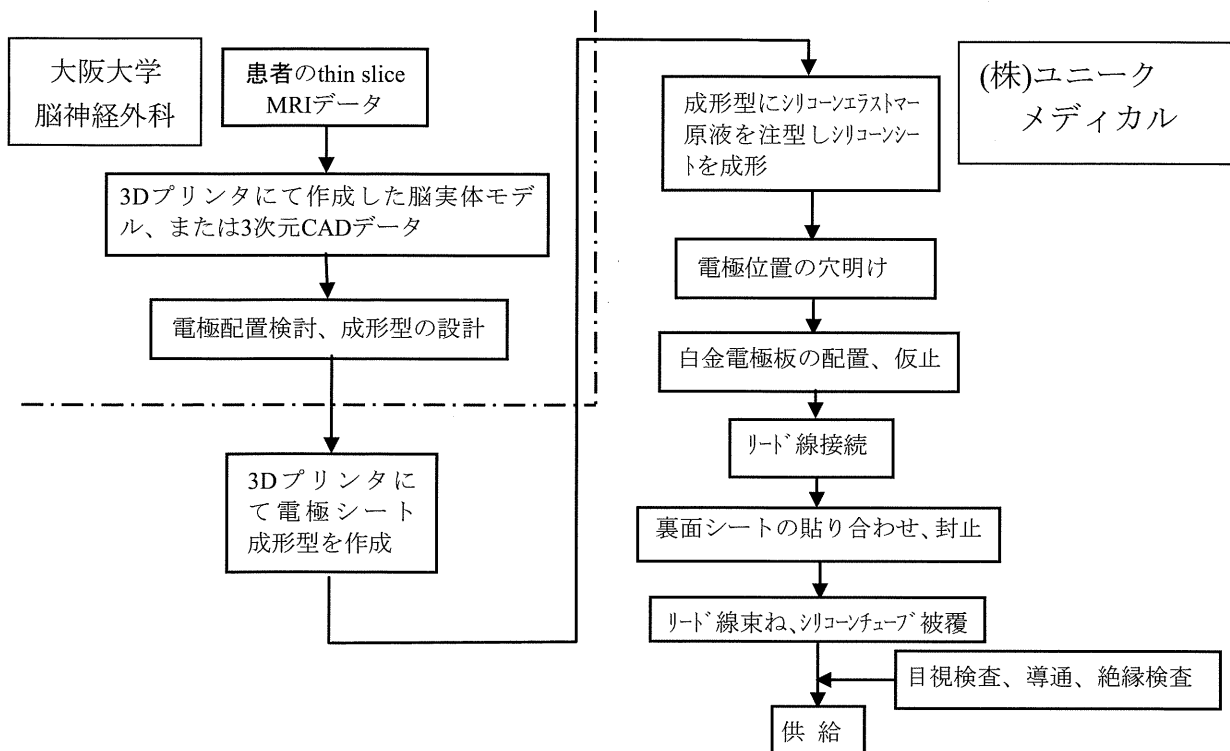 大阪大学
脳神経外科
患者のthin slice
MRIデータ
3Dプリンタにて作成した脳実体モデ
ル、または3次元CADデータ
電極配置検討、成形型の設計
3Dプリンタに
て電極シート
成形型を作成
(株)ユニーク
メディカル
成形型にｼﾘｺｰﾝｴﾗｽﾄﾏｰ
原液を注型しｼﾘｺｰﾝｼｰ
ﾄを成形
電極位置の穴明け
白金電極板の配置、仮止
ﾘｰﾄﾞ線接続
裏面シートの貼り合わせ、封止
ﾘｰﾄﾞ線束ね、ｼﾘｺｰﾝﾁｭｰﾌﾞ被覆
目視検査、導通、絶縁検査
供 給